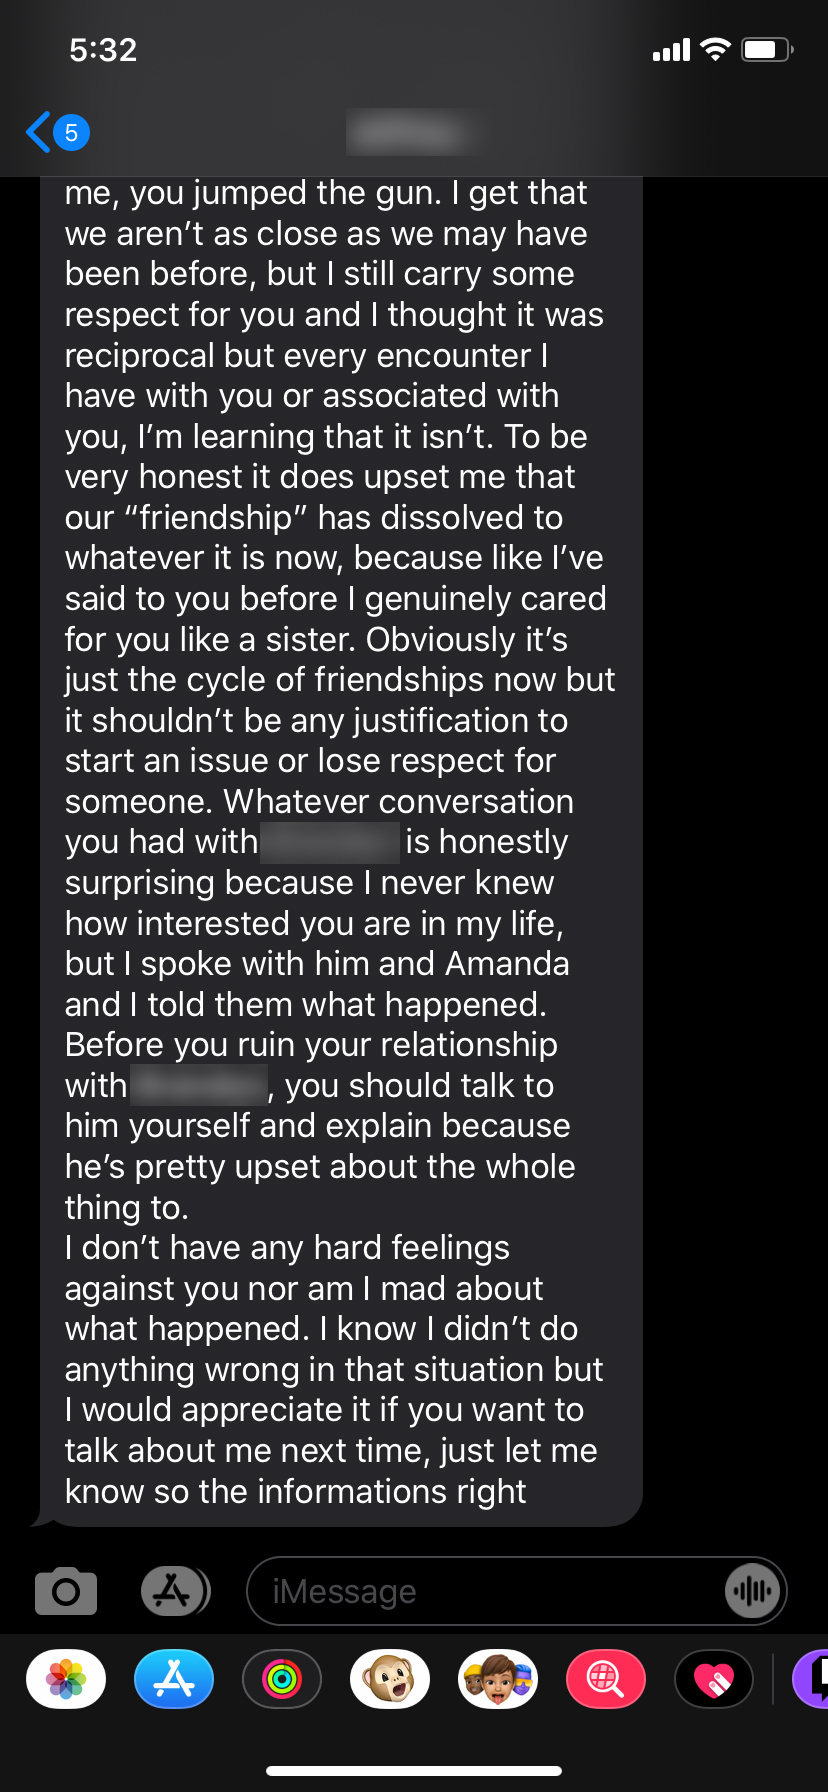 5:32
5
me, you jumped the gun. I get that
we aren’t as close as we may have
been before, but I still carry some
respect for you and I thought it was
reciprocal but every encounter I
have with you or associated with
you, I’m learning that it isn’t. To be
very honest it does upset me that
our “friendship” has dissolved to
whatever it is now, because like I’ve
said to you before I genuinely cared
for you like a sister. Obviously it’s
just the cycle of friendships now but
it shouldn’t be any justification to
start an issue or lose respect for
someone. Whatever conversation
you had with is honestly
surprising because I never knew
how interested you are in my life,
but I spoke with him and Amanda
and I told them what happened.
Before you ruin your relationship
with , you should talk to
him yourself and explain because
he’s pretty upset about the whole
thing to.
I don’t have any hard feelings
against you nor am I mad about
what happened. I know I didn’t do
anything wrong in that situation but
I would appreciate it if you want to
talk about me next time, just let me
know so the informations right
iMessage